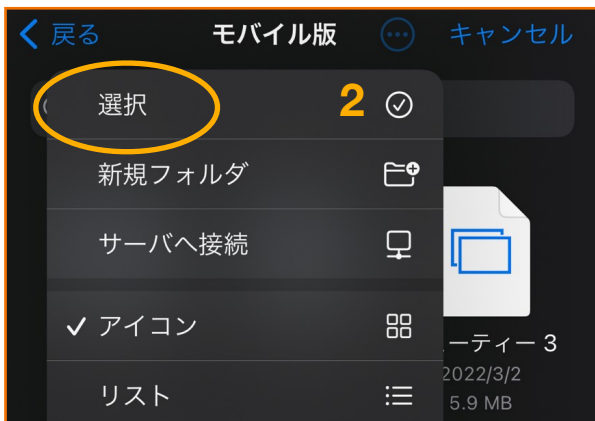 戻る モバイル版 キャンセル
選択 2
新規フォルダ
サーバへ接続
アイコン
ーティー 3
2022/3/2
リスト
5.9 MB